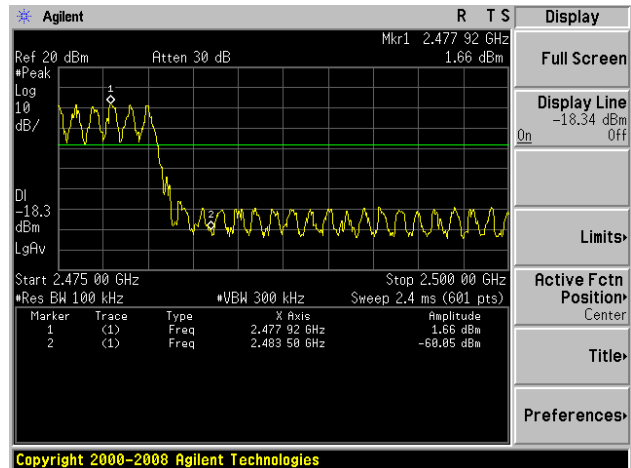 Agilent R T S Display
Mkr1 2.477 92 GHz
Ref 20 dBm Atten 30 dB 1.66 dBm
#Peak
Log
10
dB/
1
2
DI
-18.3
dBm
LgAv
Start 2.475 00 GHz Stop 2.500 00 GHz
#Res BW 100 kHz #VBW 300 kHz Sweep 2.4 ms (601 pts)
Marker Trace Type X Axis Amplitude
1 (1) Freq 2.477 92 GHz 1.66 dBm
2 (1) Freq 2.483 50 GHz -60.05 dBm
Full Screen
Display Line
-18.34 dBm
On Off
Limits
Active Fctn
Position
Center
Title
Preferences
Copyright 2000-2008 Agilent Technologies